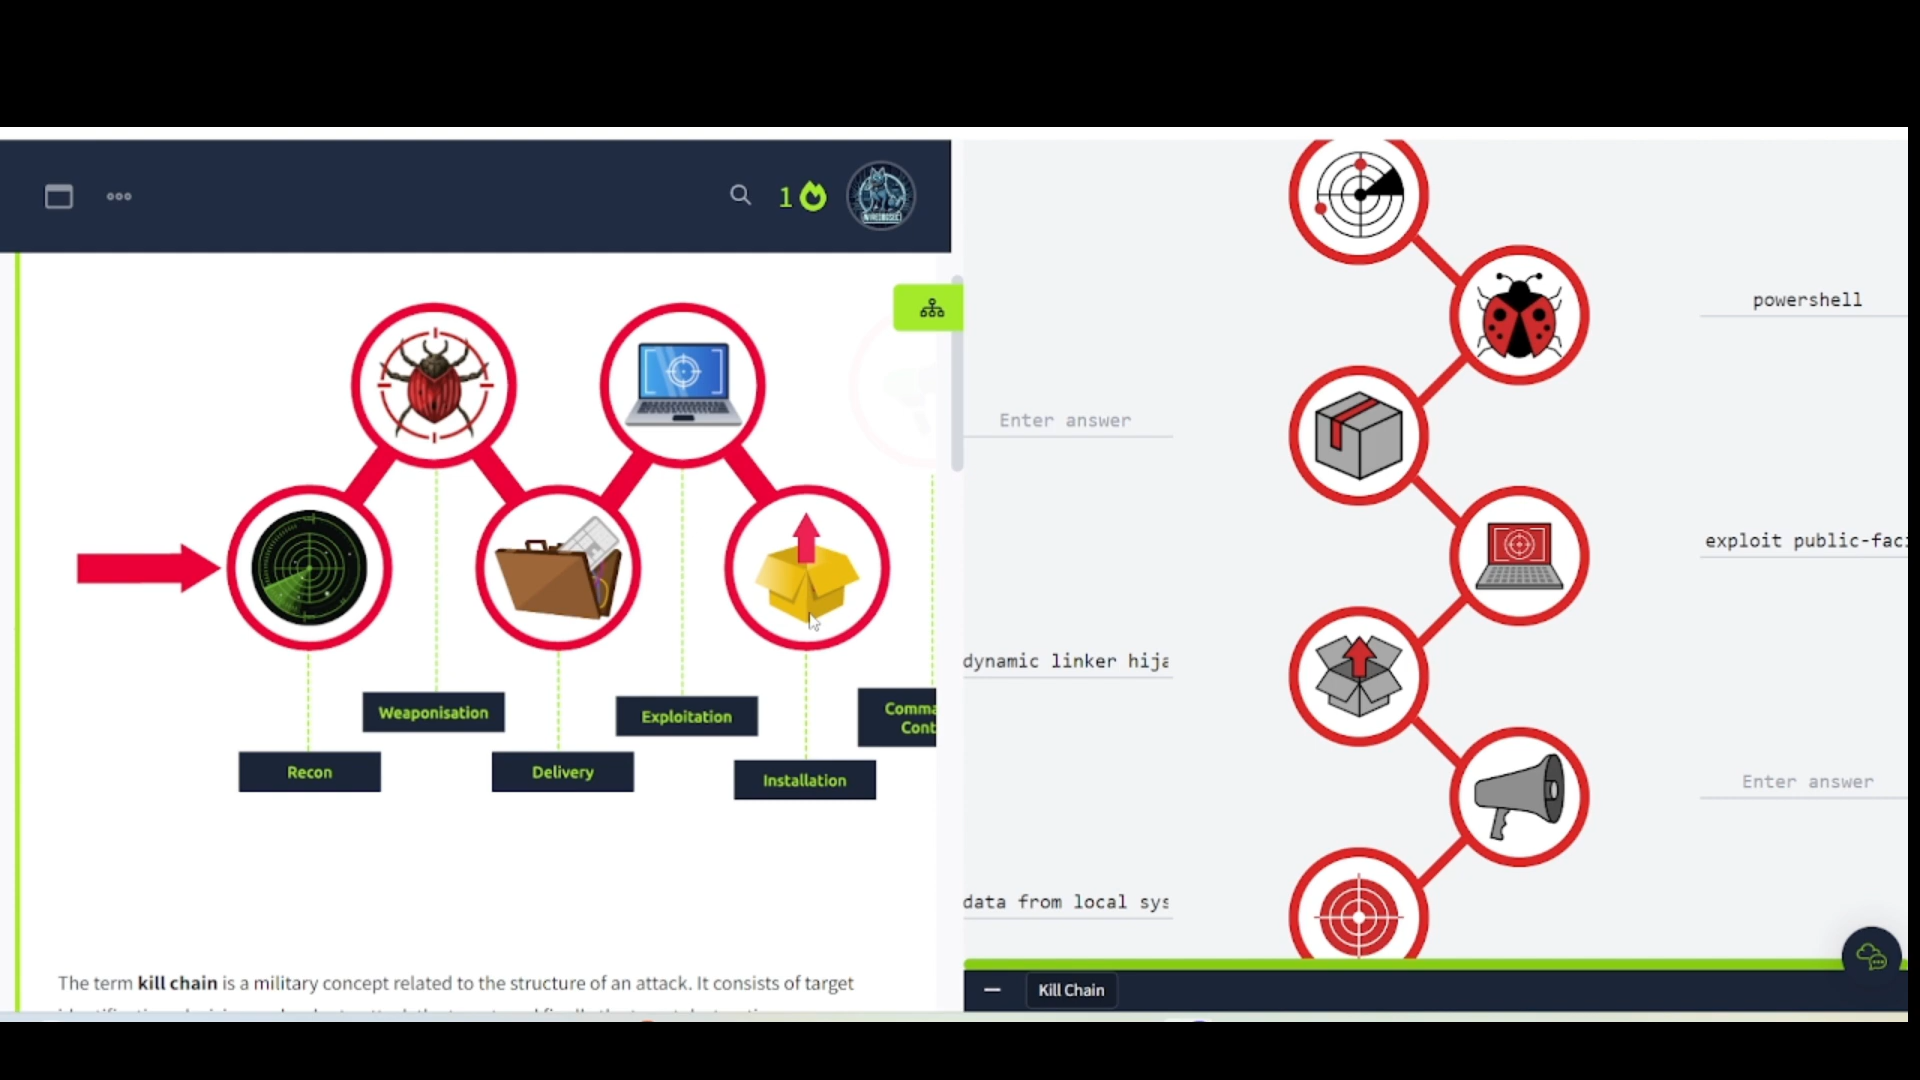 1
WIREDOGSEC
Weaponisation
Exploitation
Comma
Cont
Recon
Delivery
Installation
The term kill chain is a military concept related to the structure of an attack. It consists of target
powershell
Enter answer
exploit public-fac
dynamic linker hija
Enter answer
data from local sys
Kill Chain